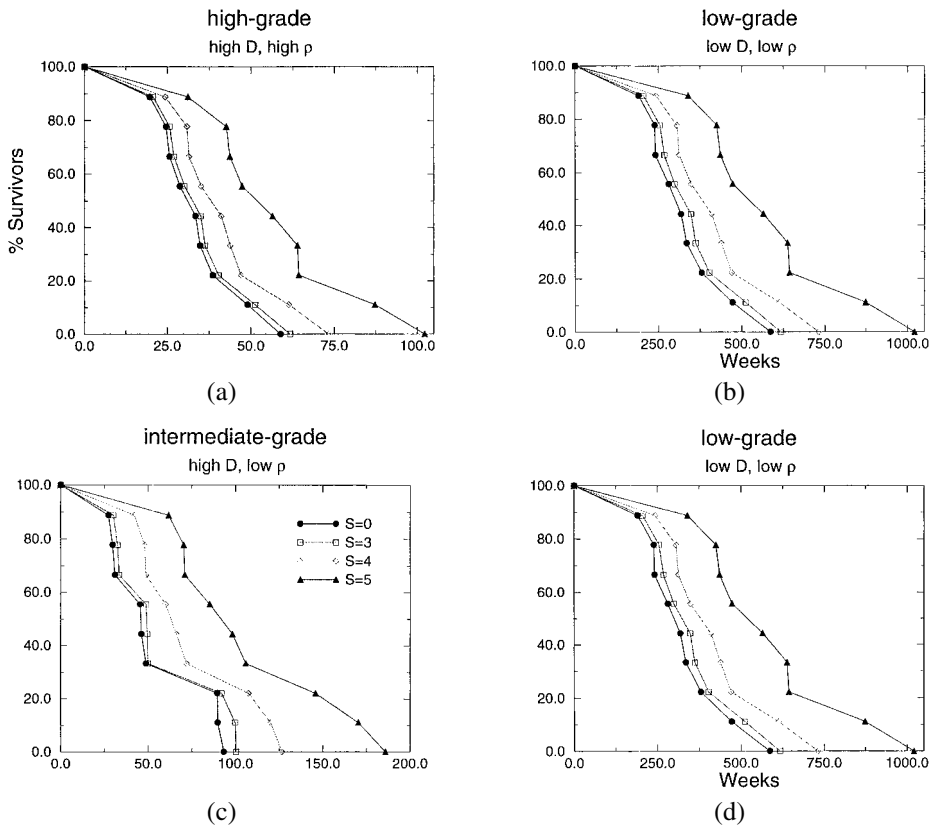 high-grade
high D, high ρ
% Survivors
100.0
80.0
60.0
40.0
20.0
0.0
0.0
25.0
50.0
75.0
100.0
(a)
low-grade
low D, low ρ
100.0
80.0
60.0
40.0
20.0
0.0
0.0
250.0
500.0
750.0
1000.0
Weeks
(b)
intermediate-grade
high D, low ρ
100.0
80.0
60.0
40.0
20.0
0.0
0.0
50.0
100.0
150.0
200.0
S=0
S=3
S=4
S=5
(c)
low-grade
low D, low ρ
100.0
80.0
60.0
40.0
20.0
0.0
0.0
250.0
500.0
750.0
1000.0
Weeks
(d)